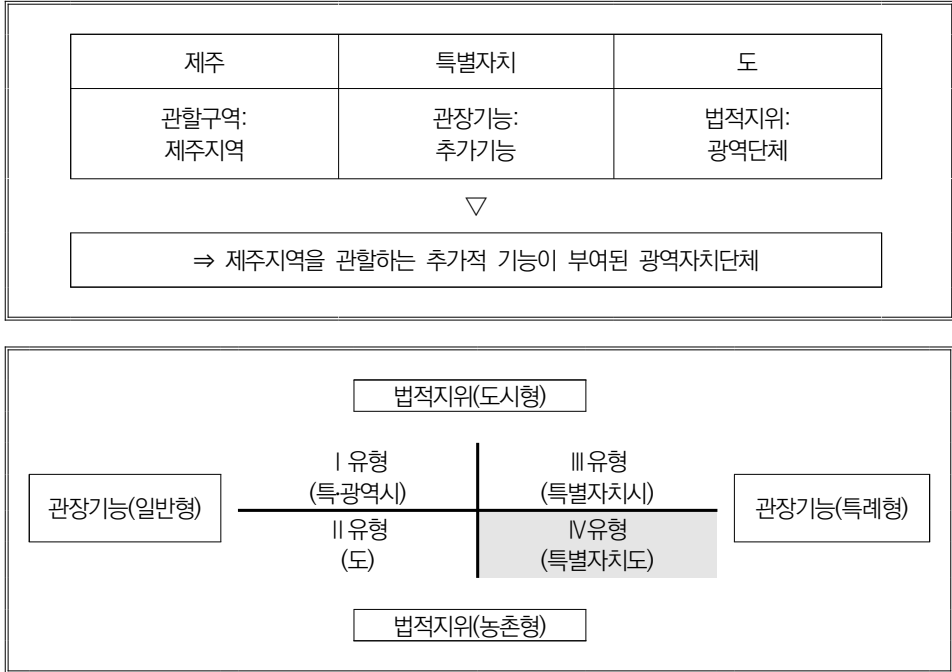 제주 특별자치 도
관할구역: 관장기능: 법적지위:
제주지역 추가기능 광역단체
▽
⇒ 제주지역을 관할하는 추가적 기능이 부여된 광역자치단체
법적지위(도시형)
Ⅰ유형 Ⅲ유형
(특·광역시) (특별자치시)
관장기능(일반형) 관장기능(특례형)
Ⅱ유형 Ⅳ유형
(도) (특별자치도)
법적지위(농촌형)